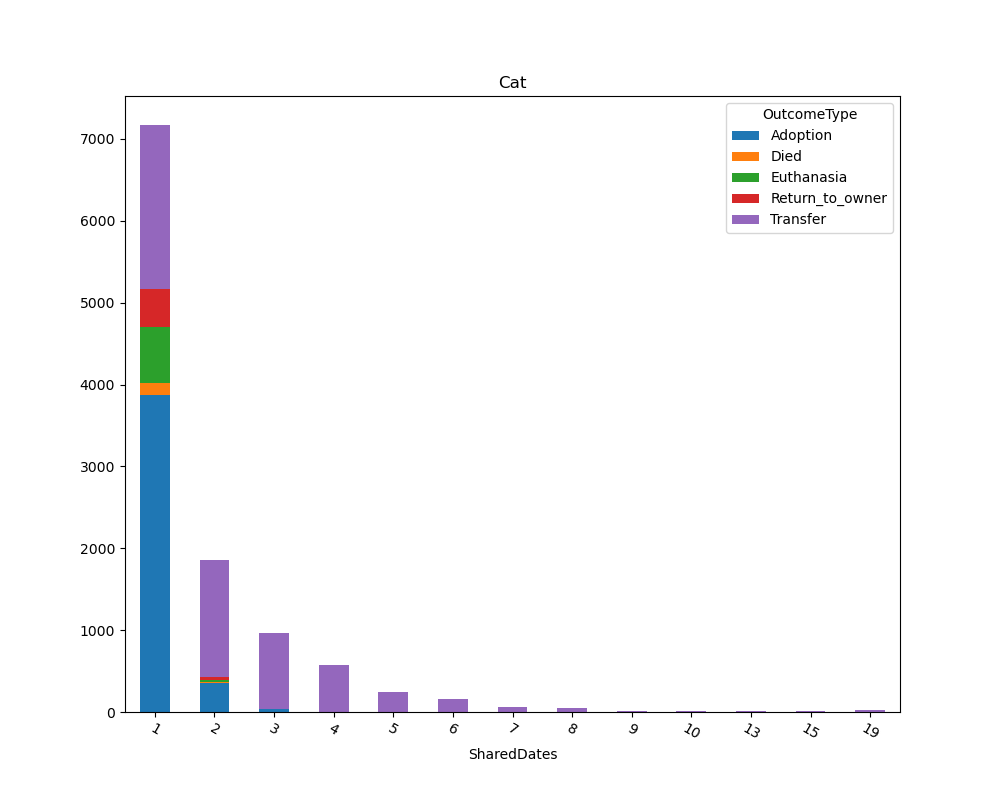 Cat
OutcomeType
Adoption
Died
Euthanasia
Return_to_owner
Transfer
7000
6000
5000
4000
3000
2000
1000
0
1 2 3 4 5 6 7 8 9 10 13 15 19
SharedDates